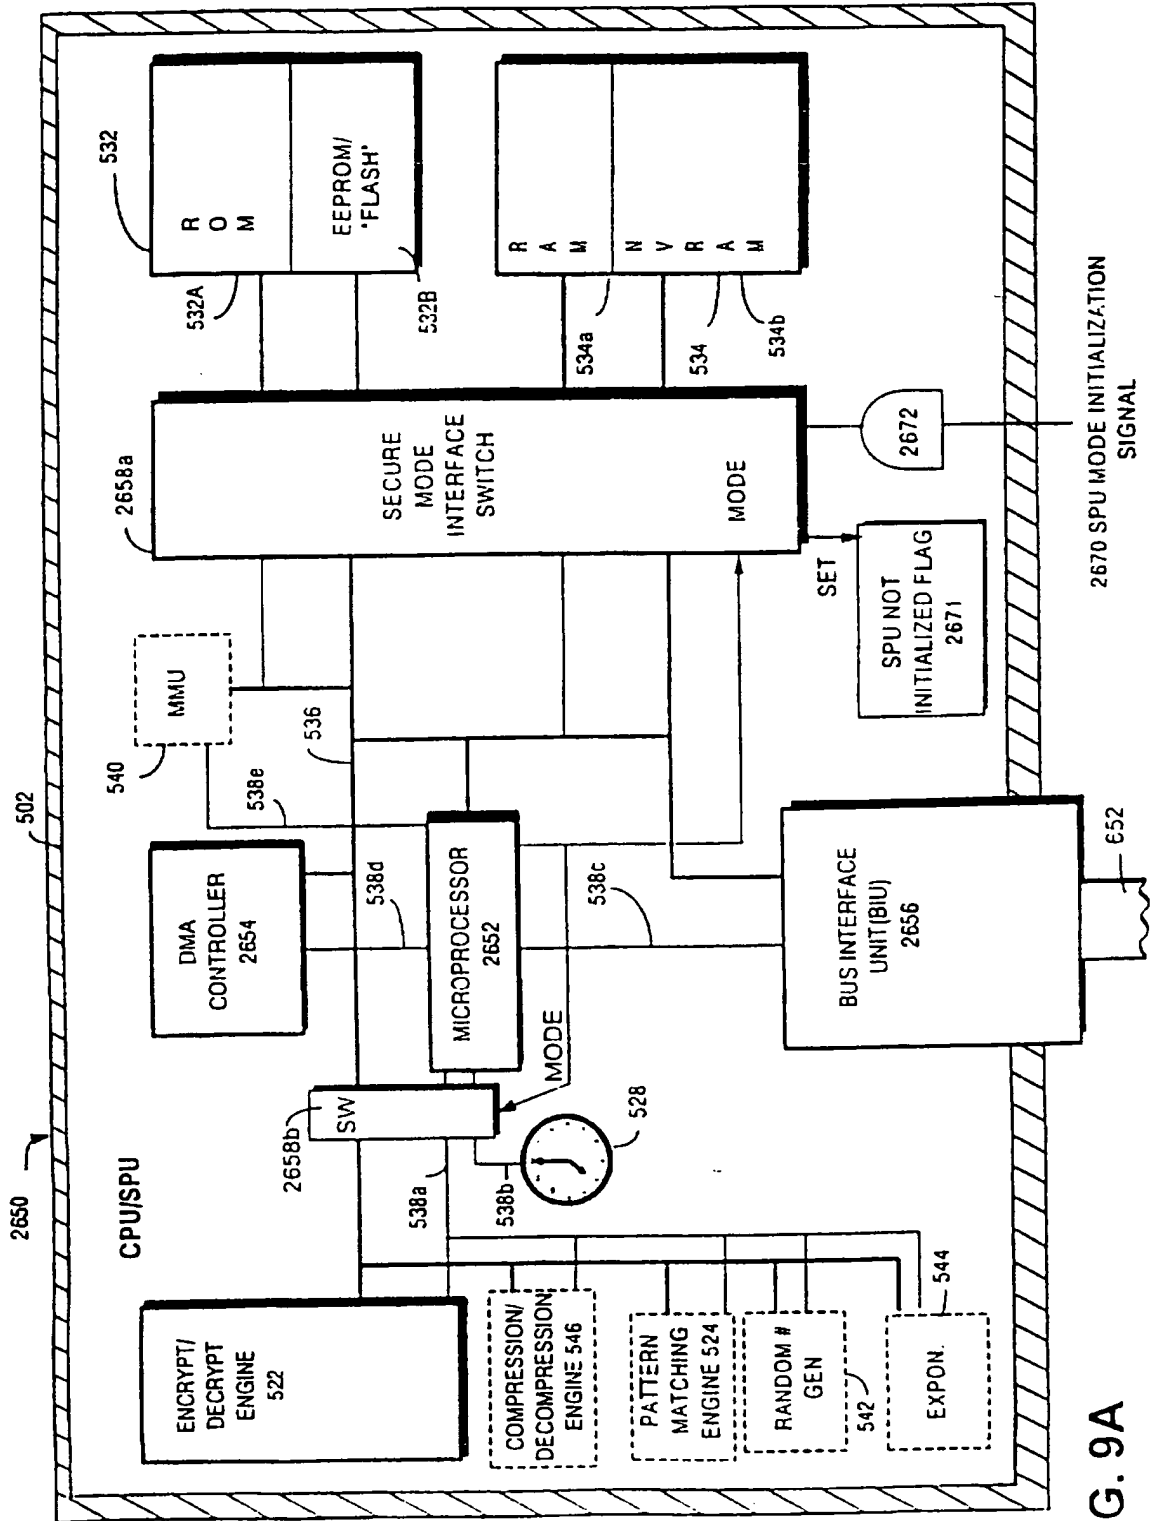 2650
502
CPU/SPU
ENCRYPT/
DECRYPT
ENGINE
522
2658b
SW
DMA
CONTROLLER
2654
540
MMU
2658a
532
R
O
M
532A
EEPROM/
"FLASH"
532B
538a
538b
538d
538e
536
MICROPROCESSOR
2652
SECURE
MODE
INTERFACE
SWITCH
MODE
R
A
M
N
V
R
A
M
534a
534
534b
COMPRESSION/
DECOMPRESSION
ENGINE 546
528
MODE
538c
PATTERN
MATCHING
ENGINE 524
RANDOM #
GEN
542
EXPON.
544
BUS INTERFACE
UNIT(BIU)
2656
652
SET
SPU NOT
INITIALIZED FLAG
2671
2672
2670 SPU MODE INITIALIZATION
SIGNAL
G. 9A